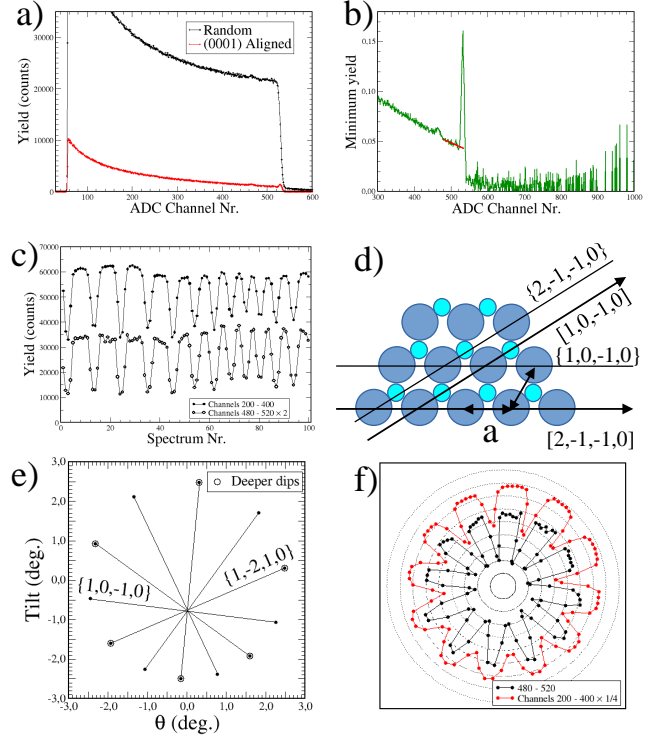 a)
Random
(0001) Aligned
30000
20000
10000
0
Yield (counts)
100 200 300 400 500 600
ADC Channel Nr.
b)
0,15
0,10
0,05
0,00
Minimum yield
300 400 500 600 700 800 900 1000
ADC Channel Nr.
c)
70000
60000
50000
40000
30000
20000
10000
0
Yield (counts)
Channels 200 - 400
Channels 480 - 520 × 2
0 20 40 60 80 100
Spectrum Nr.
d)
{2,-1,-1,0}
[1,0,-1,0]
{1,0,-1,0}
a
[2,-1,-1,0]
e)
3,0
2,0
1,0
0,0
-1,0
-2,0
-3,0
Tilt (deg.)
Deeper dips
{1,0,-1,0}
{1,-2,1,0}
-3,0 -2,0 -1,0 0,0 1,0 2,0 3,0
θ (deg.)
f)
480 - 520
Channels 200 - 400 × 1/4